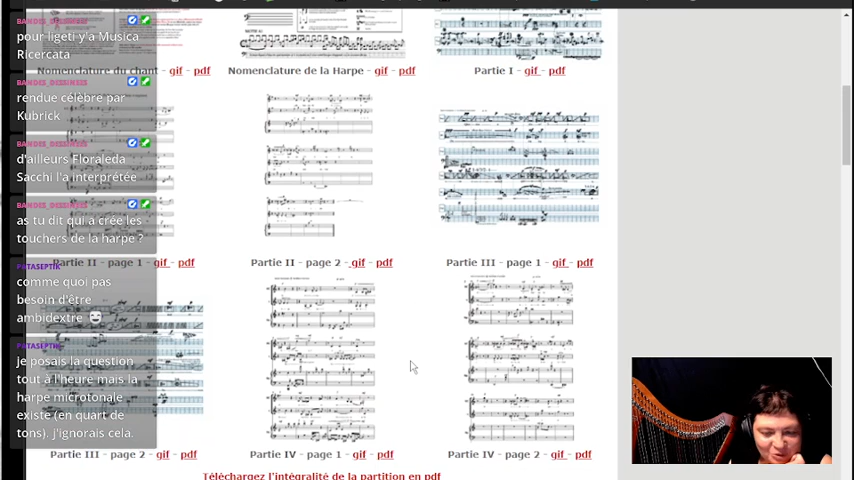 BANDES_DESSINEES
pour ligeti y'a Musica
Ricercata
BANDES_DESSINEES
rendue célèbre par
Kubrick
BANDES_DESSINEES
d'ailleurs Floraleda
Sacchi l'a interprétée
BANDES_DESSINEES
as tu dit qui a créé les
touchers de la harpe ?
PATASEPTIK
comme quoi pas
besoin d'être
ambidextre
PATASEPTIK
je posais la question
tout à l'heure mais la
harpe microtonale
existe (en quart de
tons). j'ignorais cela.
Nomenclature du chant - gif - pdf
Nomenclature de la Harpe - gif - pdf
Partie I - gif - pdf
Partie II - page 1 - gif - pdf
Partie II - page 2 - gif - pdf
Partie III - page 1 - gif - pdf
Partie III - page 2 - gif - pdf
Partie IV - page 1 - gif - pdf
Partie IV - page 2 - gif - pdf
Téléchargez l'intégralité de la partition en pdf